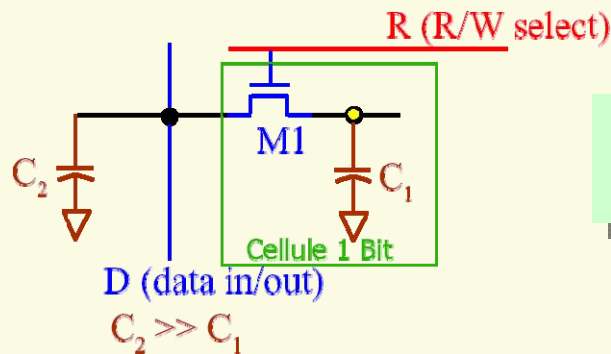 R (R/W select)
M1
C2
C1
Cellule 1 Bit
D (data in/out)
C2 >> C1